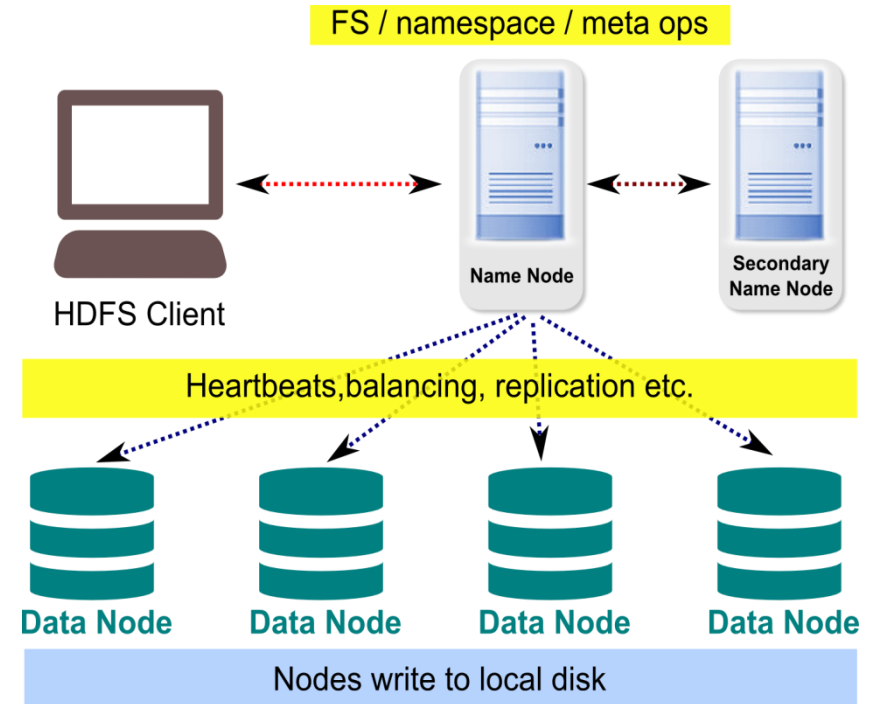 FS / namespace / meta ops
Name Node
Secondary
Name Node
HDFS Client
Heartbeats,balancing, replication etc.
Data Node
Data Node
Data Node
Data Node
Nodes write to local disk